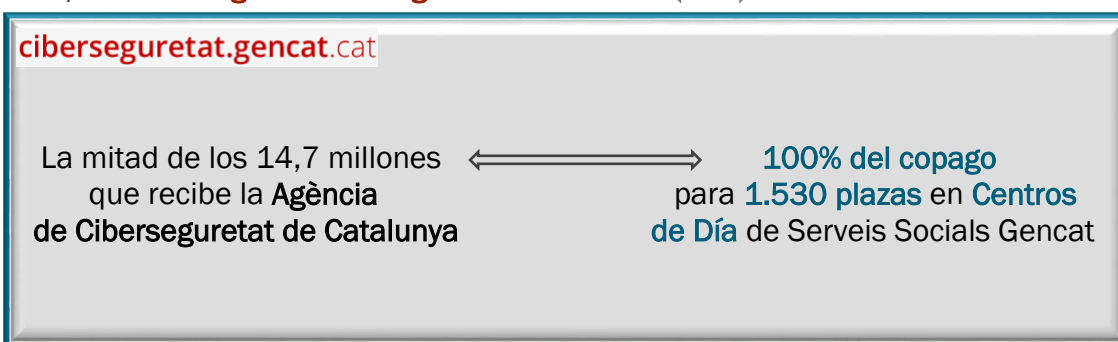 ciberseguretat.gencat.cat
La mitad de los 14,7 millones
que recibe la Agència
de Ciberseguretat de Catalunya
100% del copago
para 1.530 plazas en Centros
de Día de Serveis Socials Gencat